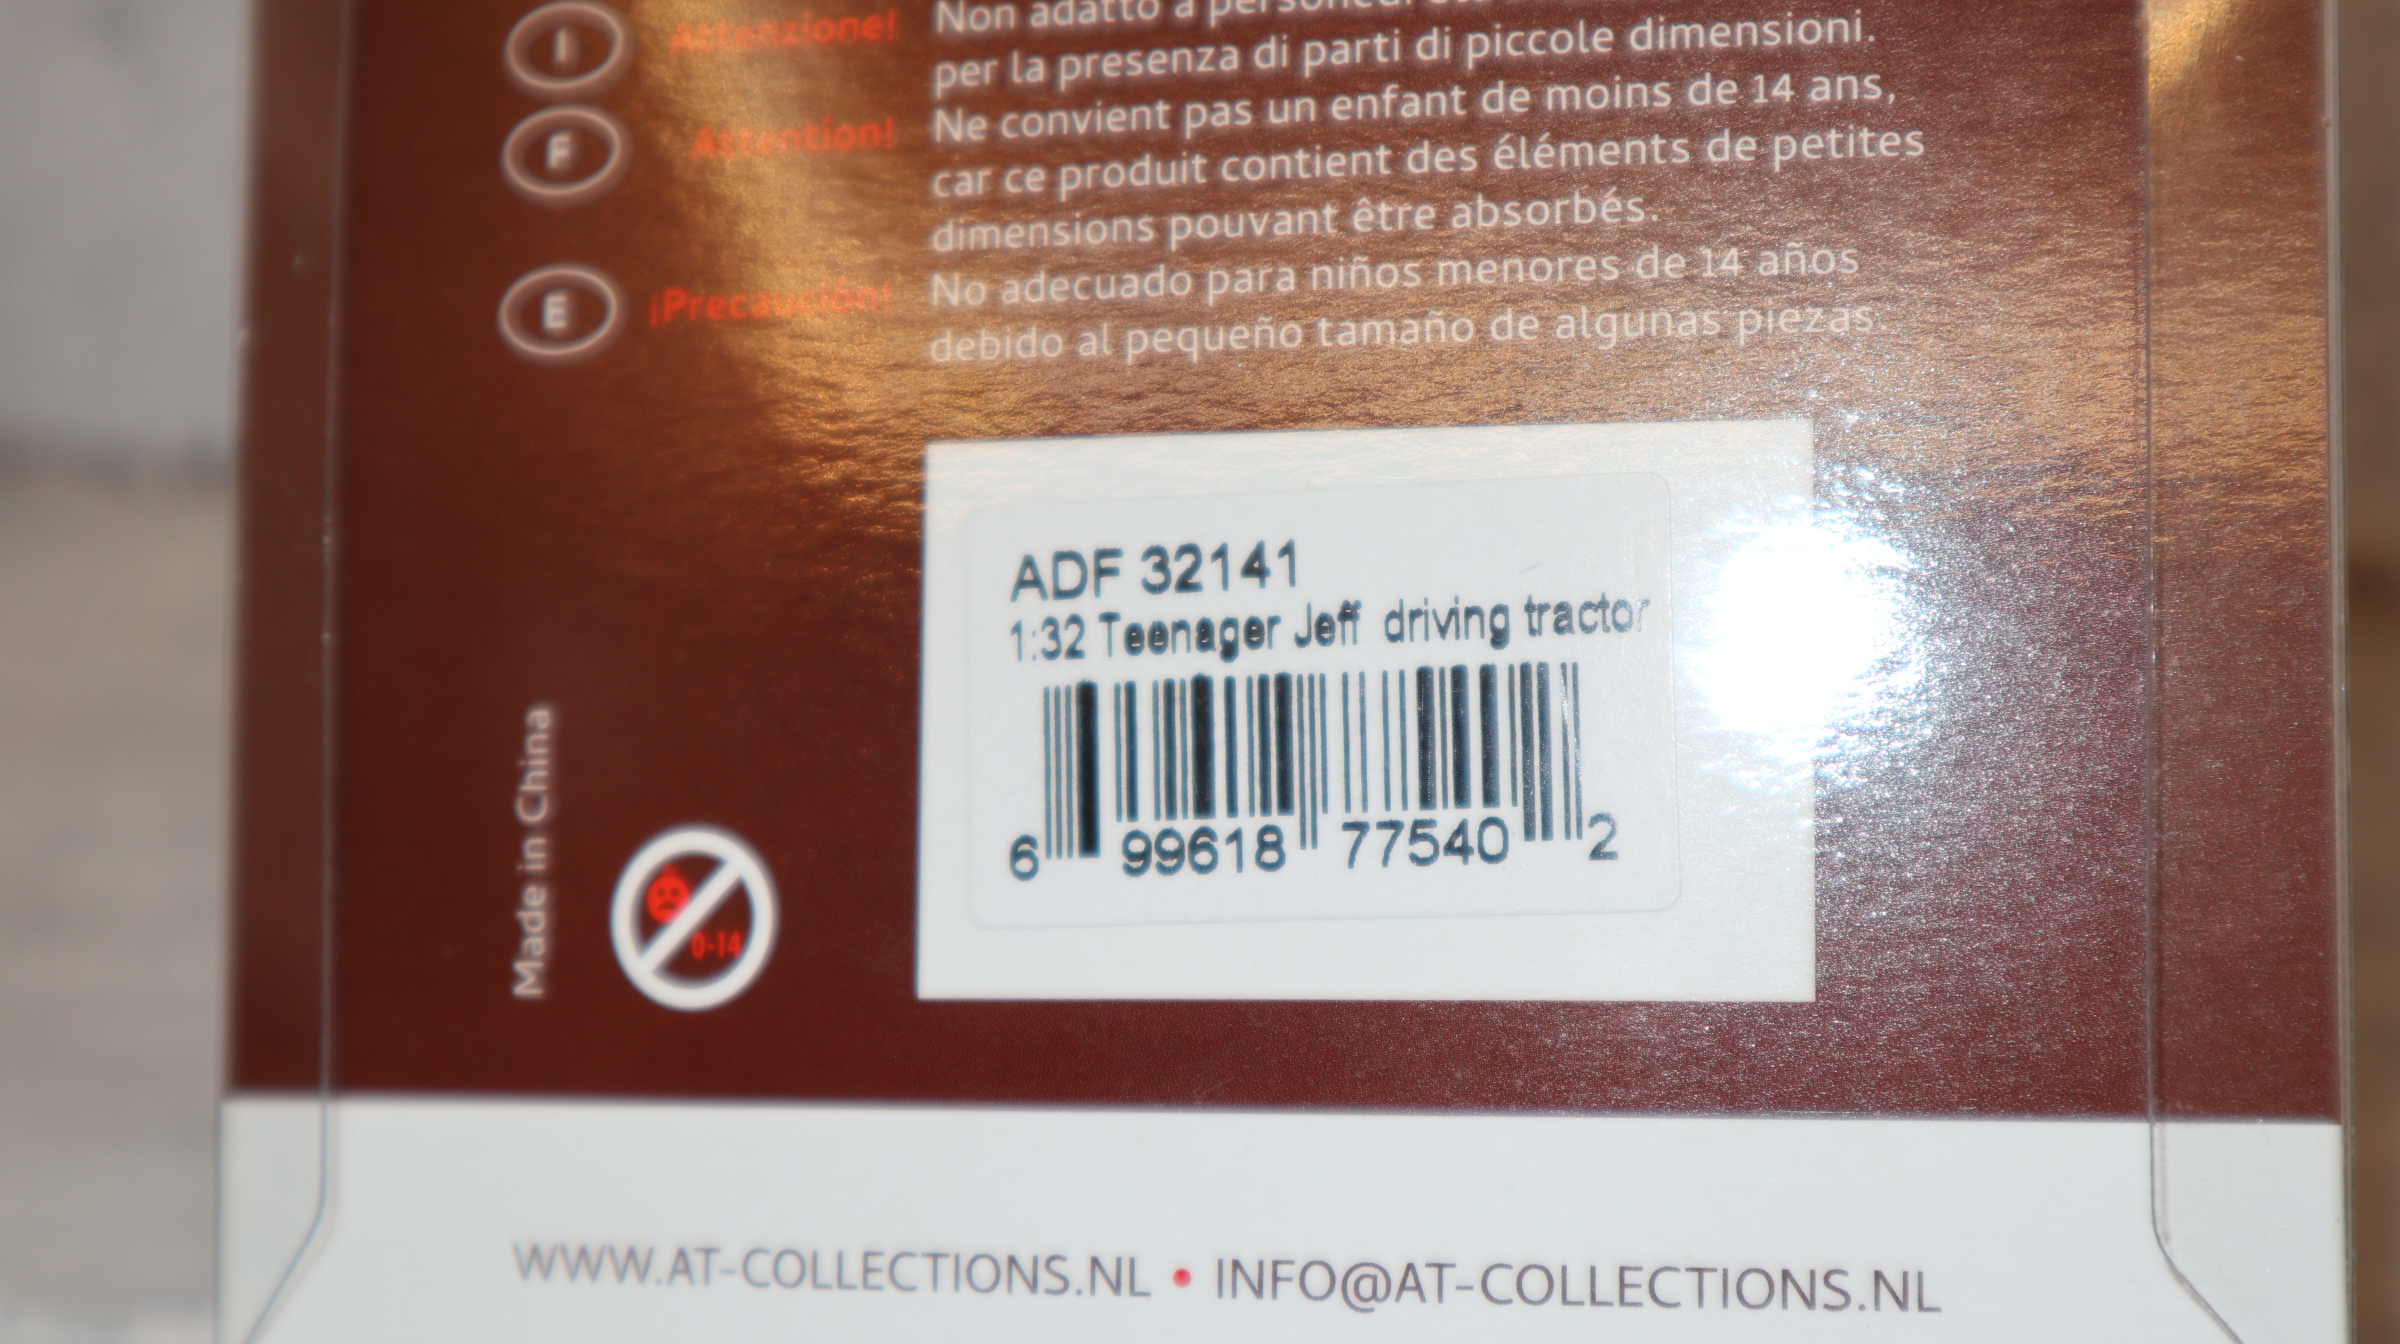 I Attenzione! Non adatto a
per la presenza di parti di piccole dimensioni.
F Attention! Ne convient pas un enfant de moins de 14 ans,
car ce produit contient des éléments de petites
dimensions pouvant être absorbés.
E ¡Precaución! No adecuado para niños menores de 14 años
debido al pequeño tamaño de algunas piezas.
ADF 32141
1:32 Teenager Jeff driving tractor
6 99618 77540 2
Made in China
0-14
WWW.AT-COLLECTIONS.NL • INFO@AT-COLLECTIONS.NL